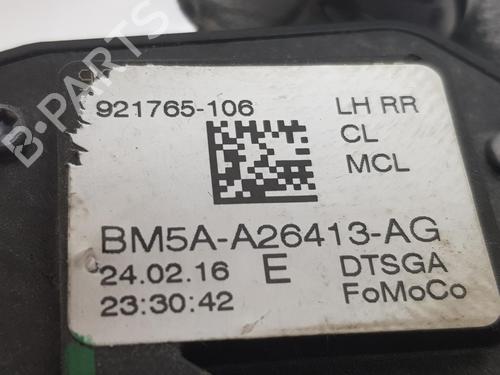 B-PARTS
921765-106 LH RR
CL
MCL
BM5A-A26413-AG
24.02.16 E DTSGA
23:30:42 FoMoCo